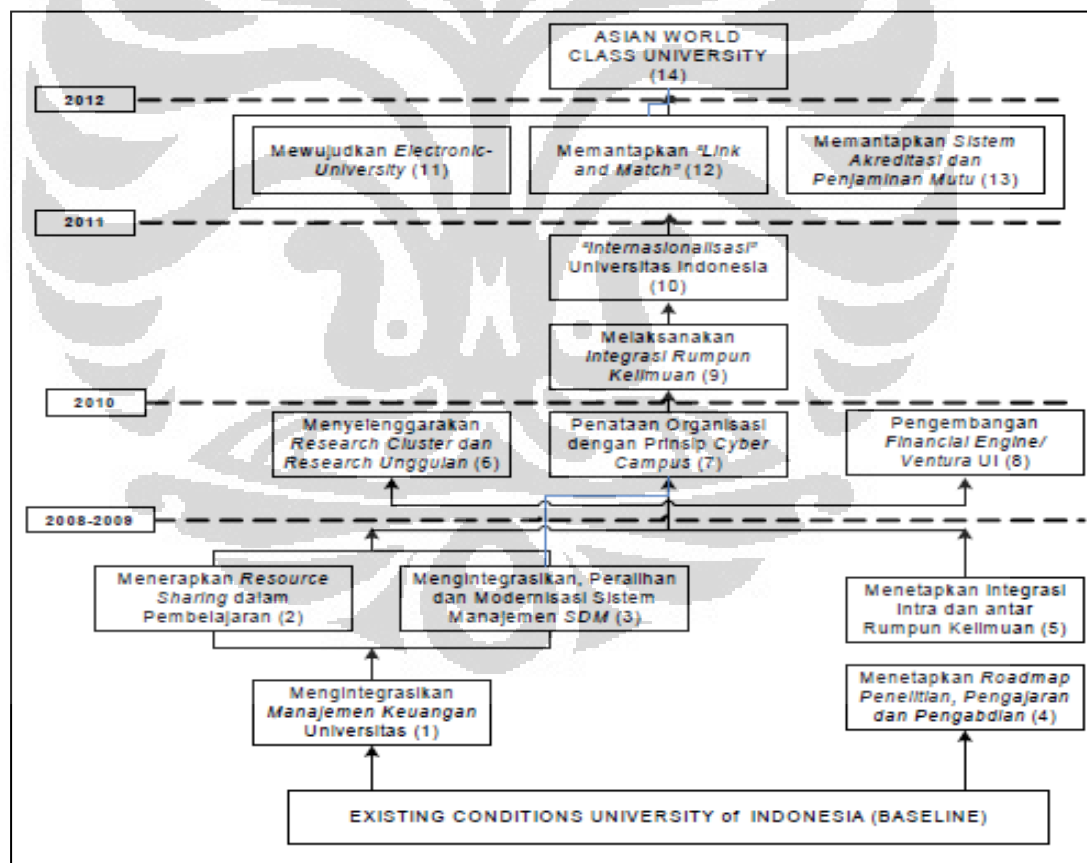 ASIAN WORLD
CLASS UNIVERSITY
(14)
2012
Mewujudkan Electronic-
University (11)
Memantapkan "Link
and Match" (12)
Memantapkan Sistem
Akreditasi dan
Penjaminan Mutu (13)
2011
"Internasionalisasi"
Universitas Indonesia
(10)
Melaksanakan
Integrasi Rumpun
Keilmuan (9)
2010
Menyelenggarakan
Research Cluster dan
Research Unggulan (6)
Penataan Organisasi
dengan Prinsip Cyber
Campus (7)
Pengembangan
Financial Engine/
Ventura UI (8)
2008-2009
Menerapkan Resource
Sharing dalam
Pembelajaran (2)
Mengintegrasikan, Peralihan
dan Modernisasi Sistem
Manajemen SDM (3)
Menetapkan Integrasi
Intra dan antar
Rumpun Keilmuan (5)
Mengintegrasikan
Manajemen Keuangan
Universitas (1)
Menetapkan Roadmap
Penelitian, Pengajaran
dan Pengabdian (4)
EXISTING CONDITIONS UNIVERSITY of INDONESIA (BASELINE)